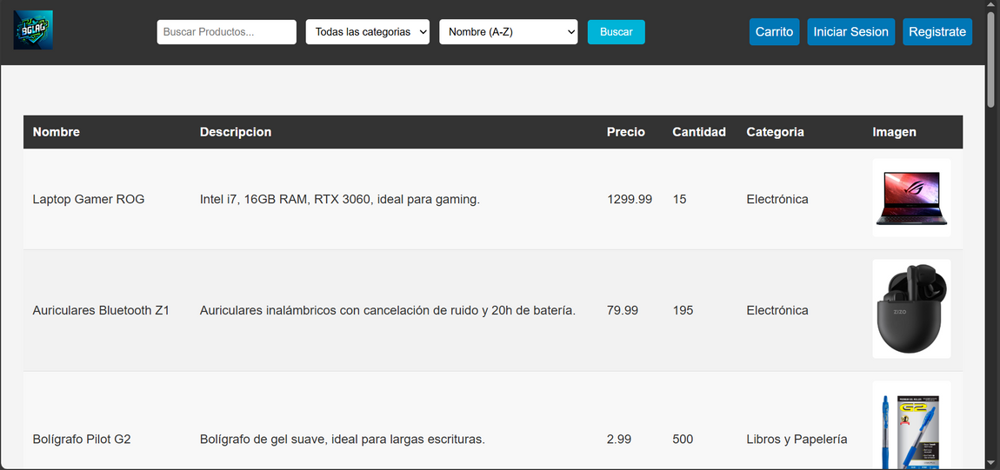 BGLAG
Buscar Productos...
Todas las categorias
Nombre (A-Z)
Buscar
Carrito
Iniciar Sesion
Registrate
Nombre Descripcion Precio Cantidad Categoria Imagen
Laptop Gamer ROG Intel i7, 16GB RAM, RTX 3060, ideal para gaming. 1299.99 15 Electrónica
Auriculares Bluetooth Z1 Auriculares inalámbricos con cancelación de ruido y 20h de batería. 79.99 195 Electrónica
ZIZO
G2
Bolígrafo Pilot G2 Bolígrafo de gel suave, ideal para largas escrituras. 2.99 500 Libros y Papelería